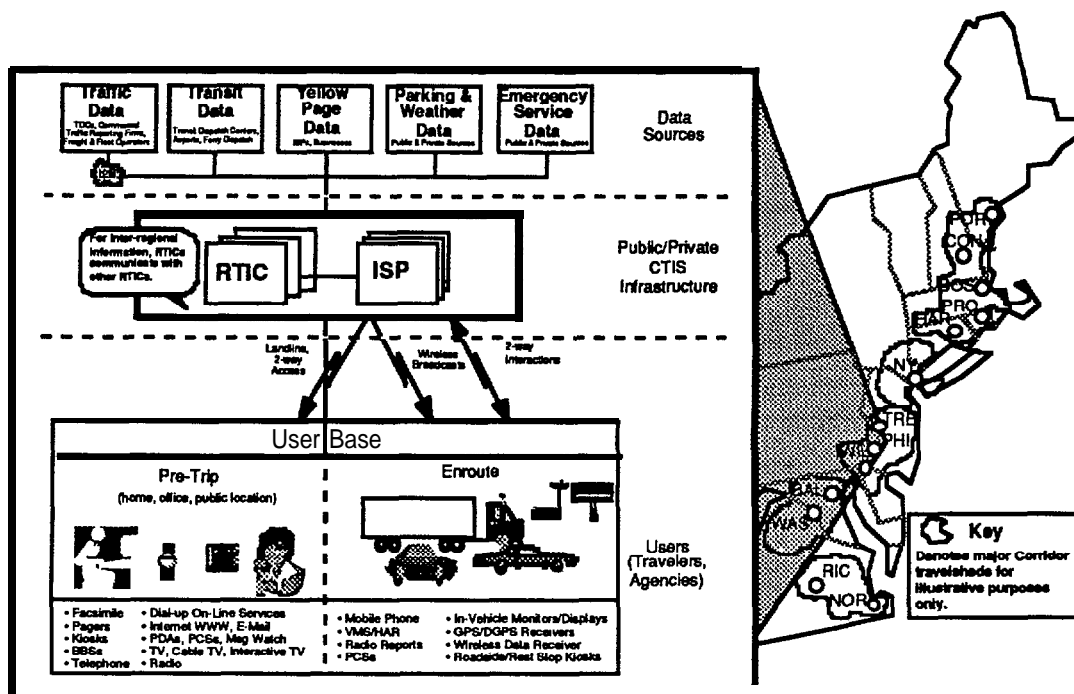 Traffic
Data
TOCs, Commercial
Traffic Reporting Firms,
Freight & Fleet Operators
Transit
Data
Transit Dispatch Centers,
Airports, Ferry Dispatch
Yellow
Page
Data
ISPs, Businesses
Parking &
Weather
Data
Public & Private Sources
Emergency
Service
Data
Public & Private Sources
Data
Sources
For inter-regional
information, RTICs
communicate with
other RTICs.
RTIC
ISP
Public/Private
CTIS
Infrastructure
Landline,
2-way
Access
Wireless
Broadcasts
2-way
Interactions
User Base
Pre-Trip
(home, office, public location)
Enroute
Users
(Travelers,
Agencies)
• Facsimile
• Pagers
• Kiosks
• BBSs
• Telephone
• Dial-up On-Line Services
• Internet WWW, E-Mail
• PDAs, PCSs, Msg Watch
• TV, Cable TV, Interactive TV
• Radio
• Mobile Phone
• VMS/HAR
• Radio Reports
• PCSs
• In-Vehicle Monitors/Displays
• GPS/DGPS Receivers
• Wireless Data Receiver
• Roadside/Rest Stop Kiosks
POR
CON
BOS
PRO
HAR
NY
TRE
PHI
WIL
BAL
WAS
RIC
NOR
Key
Denotes major Corridor
travelsheds for
illustrative purposes
only.